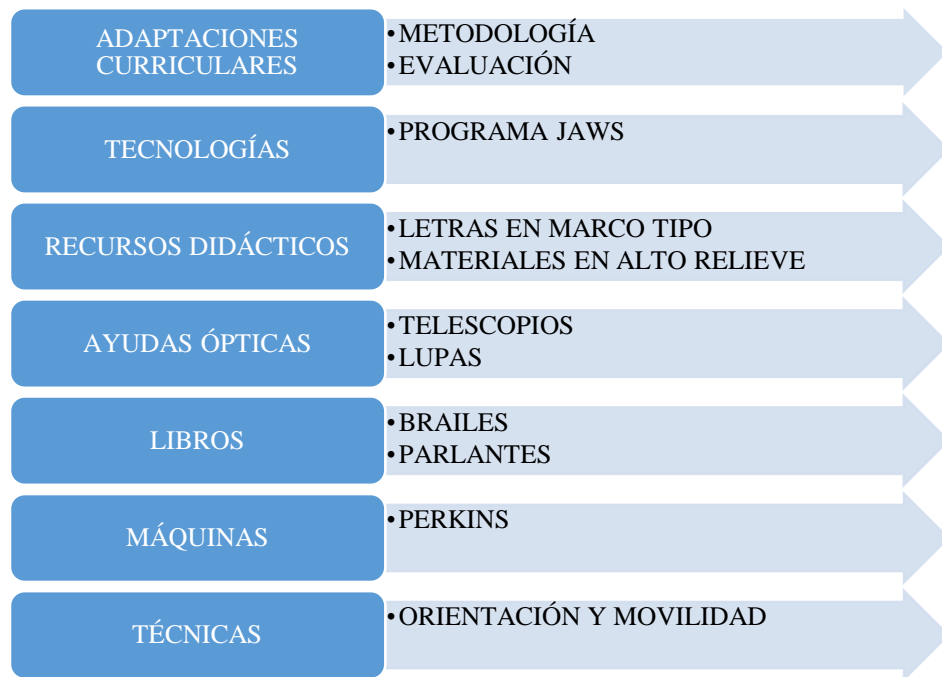 ADAPTACIONES
CURRICULARES
•METODOLOGÍA
•EVALUACIÓN
TECNOLOGÍAS
•PROGRAMA JAWS
RECURSOS DIDÁCTICOS
•LETRAS EN MARCO TIPO
•MATERIALES EN ALTO RELIEVE
AYUDAS ÓPTICAS
•TELESCOPIOS
•LUPAS
LIBROS
•BRAILES
•PARLANTES
MÁQUINAS
•PERKINS
TÉCNICAS
•ORIENTACIÓN Y MOVILIDAD